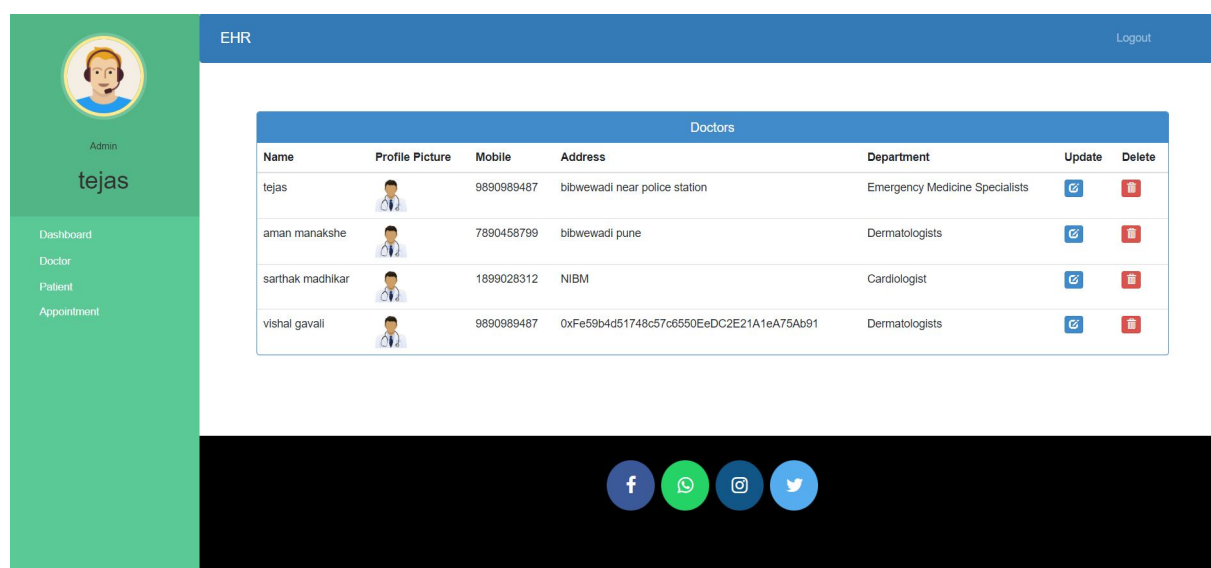 EHR Logout
Admin
tejas
Dashboard
Doctor
Patient
Appointment
Doctors
Name Profile Picture Mobile Address Department Update Delete
tejas 9890989487 bibwewadi near police station Emergency Medicine Specialists
aman manakshe 7890458799 bibwewadi pune Dermatologists
sarthak madhikar 1899028312 NIBM Cardiologist
vishal gavali 9890989487 0xFe59b4d51748c57c6550EeDC2E21A1eA75Ab91 Dermatologists